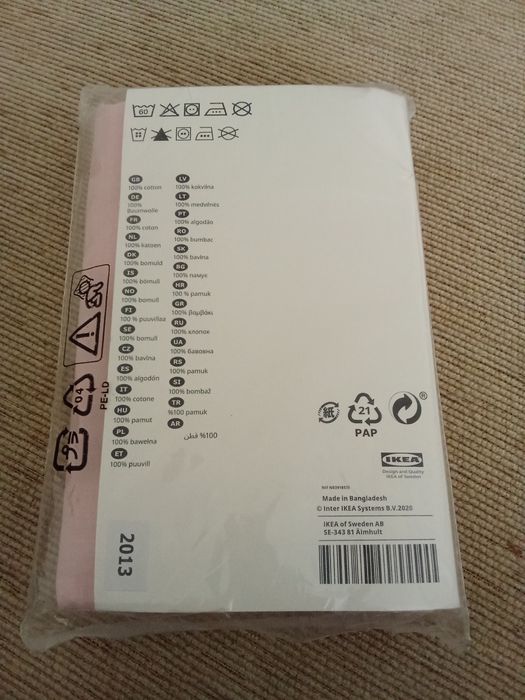 60
GB
100% cotton
DE
100%
Baumwolle
FR
100% coton
NL
100% katoen
DK
100% bomuld
IS
100% bómull
NO
100% bomull
FI
100 % puuvillaa
SE
100% bomull
CZ
100% bavlna
ES
100% algodón
IT
100% cotone
HU
100% pamut
PL
100% bawełna
ET
100% puuvill
LV
100% kokvilna
LT
100% medvilnės
PT
100% algodão
RO
100% bumbac
SK
100% bavlna
BG
100% памук
HR
100 % pamuk
GR
100% βαμβάκι
RU
100% хлопок
UA
100% бавовна
RS
100% pamuk
SI
100% bombaž
TR
%100 pamuk
AR
100% قطن
04
PE-LD
2013
紙
21
PAP
®
IKEA
Design and Quality
IKEA of Sweden
Made in Bangladesh
© Inter IKEA Systems B.V.2020
IKEA of Sweden AB
SE-343 81 Älmhult